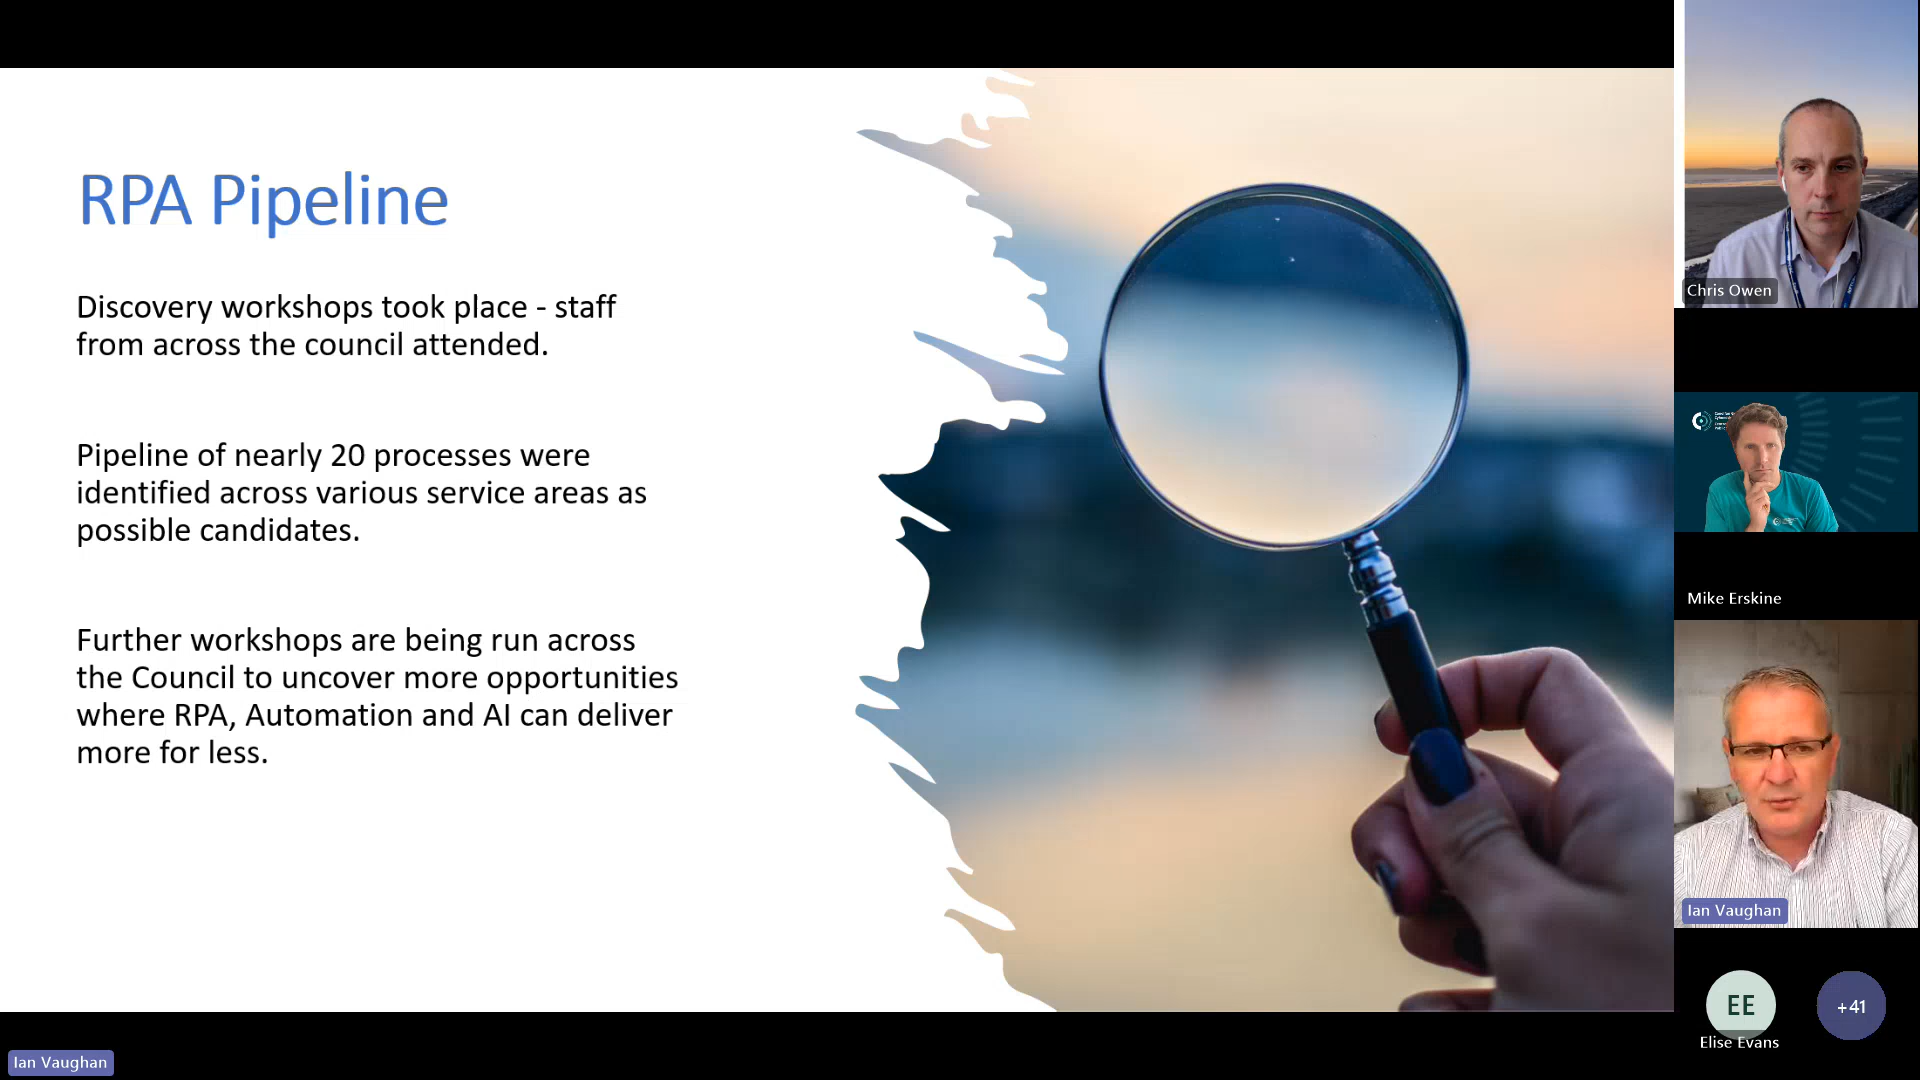 RPA Pipeline
Discovery workshops took place - staff
from across the council attended.
Pipeline of nearly 20 processes were
identified across various service areas as
possible candidates.
Further workshops are being run across
the Council to uncover more opportunities
where RPA, Automation and AI can deliver
more for less.
Chris Owen
Mike Erskine
Ian Vaughan
EE
+41
Elise Evans
Ian Vaughan